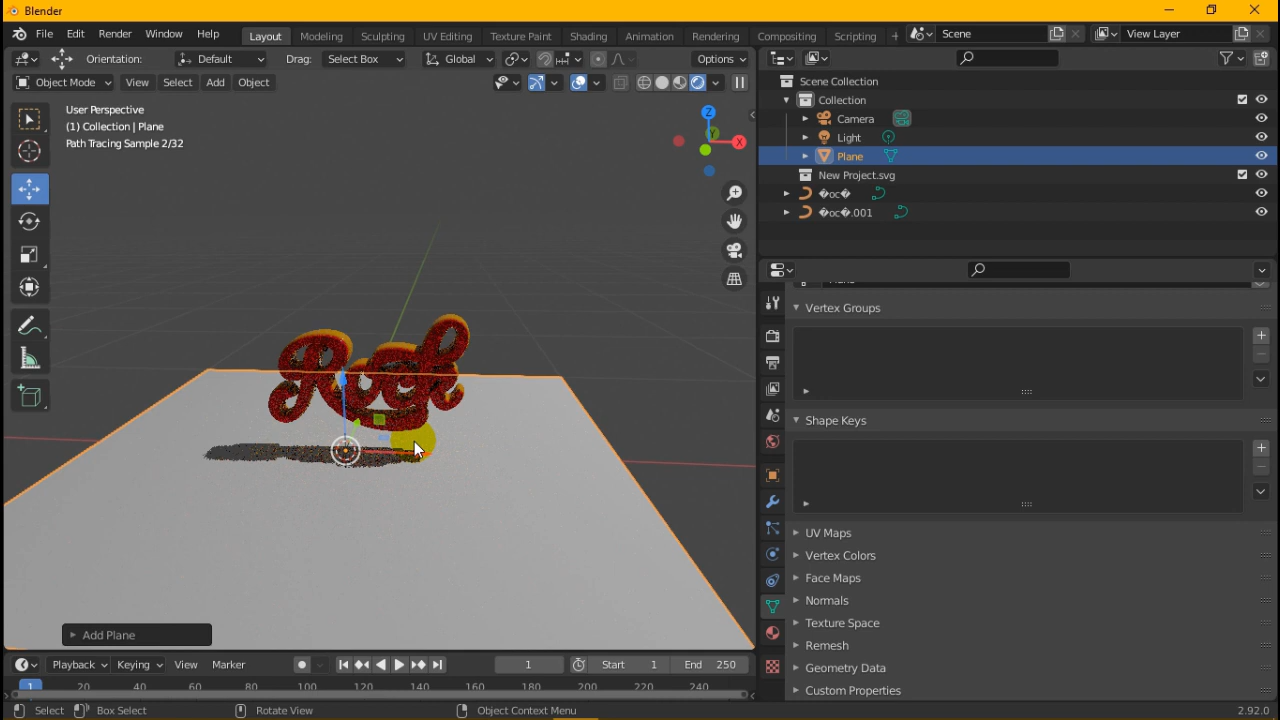 Blender
File Edit Render Window Help Layout Modeling Sculpting UV Editing Texture Paint Shading Animation Rendering Compositing Scripting + Scene View Layer
Orientation: Default Drag: Select Box Global Options
Object Mode View Select Add Object
User Perspective
(1) Collection | Plane
Path Tracing Sample 2/32
Z
Y
X
Rook
Add Plane
Scene Collection
Collection
Camera
Light
Plane
New Project.svg
�oc�
�oc�.001
Vertex Groups
Shape Keys
UV Maps
Vertex Colors
Face Maps
Normals
Texture Space
Remesh
Geometry Data
Custom Properties
Playback Keying View Marker 1 Start 1 End 250
1 20 40 60 80 100 120 140 160 180 200 220 240
Select Box Select Rotate View Object Context Menu 2.92.0